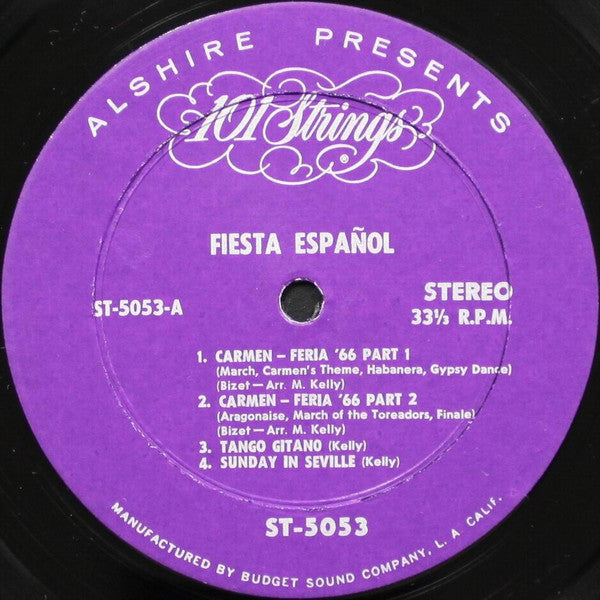 ALSHIRE PRESENTS
101 Strings®
FIESTA ESPAÑOL
ST-5053-A
STEREO
33⅓ R.P.M.
1. CARMEN – FERIA '66 PART 1
(March, Carmen's Theme, Habanera, Gypsy Dance)
(Bizet — Arr. M. Kelly)
2. CARMEN – FERIA '66 PART 2
(Aragonaise, March of the Toreadors, Finale)
(Bizet — Arr. M. Kelly)
3. TANGO GITANO (Kelly)
4. SUNDAY IN SEVILLE (Kelly)
ST-5053
MANUFACTURED BY BUDGET SOUND COMPANY, L. A. CALIF.